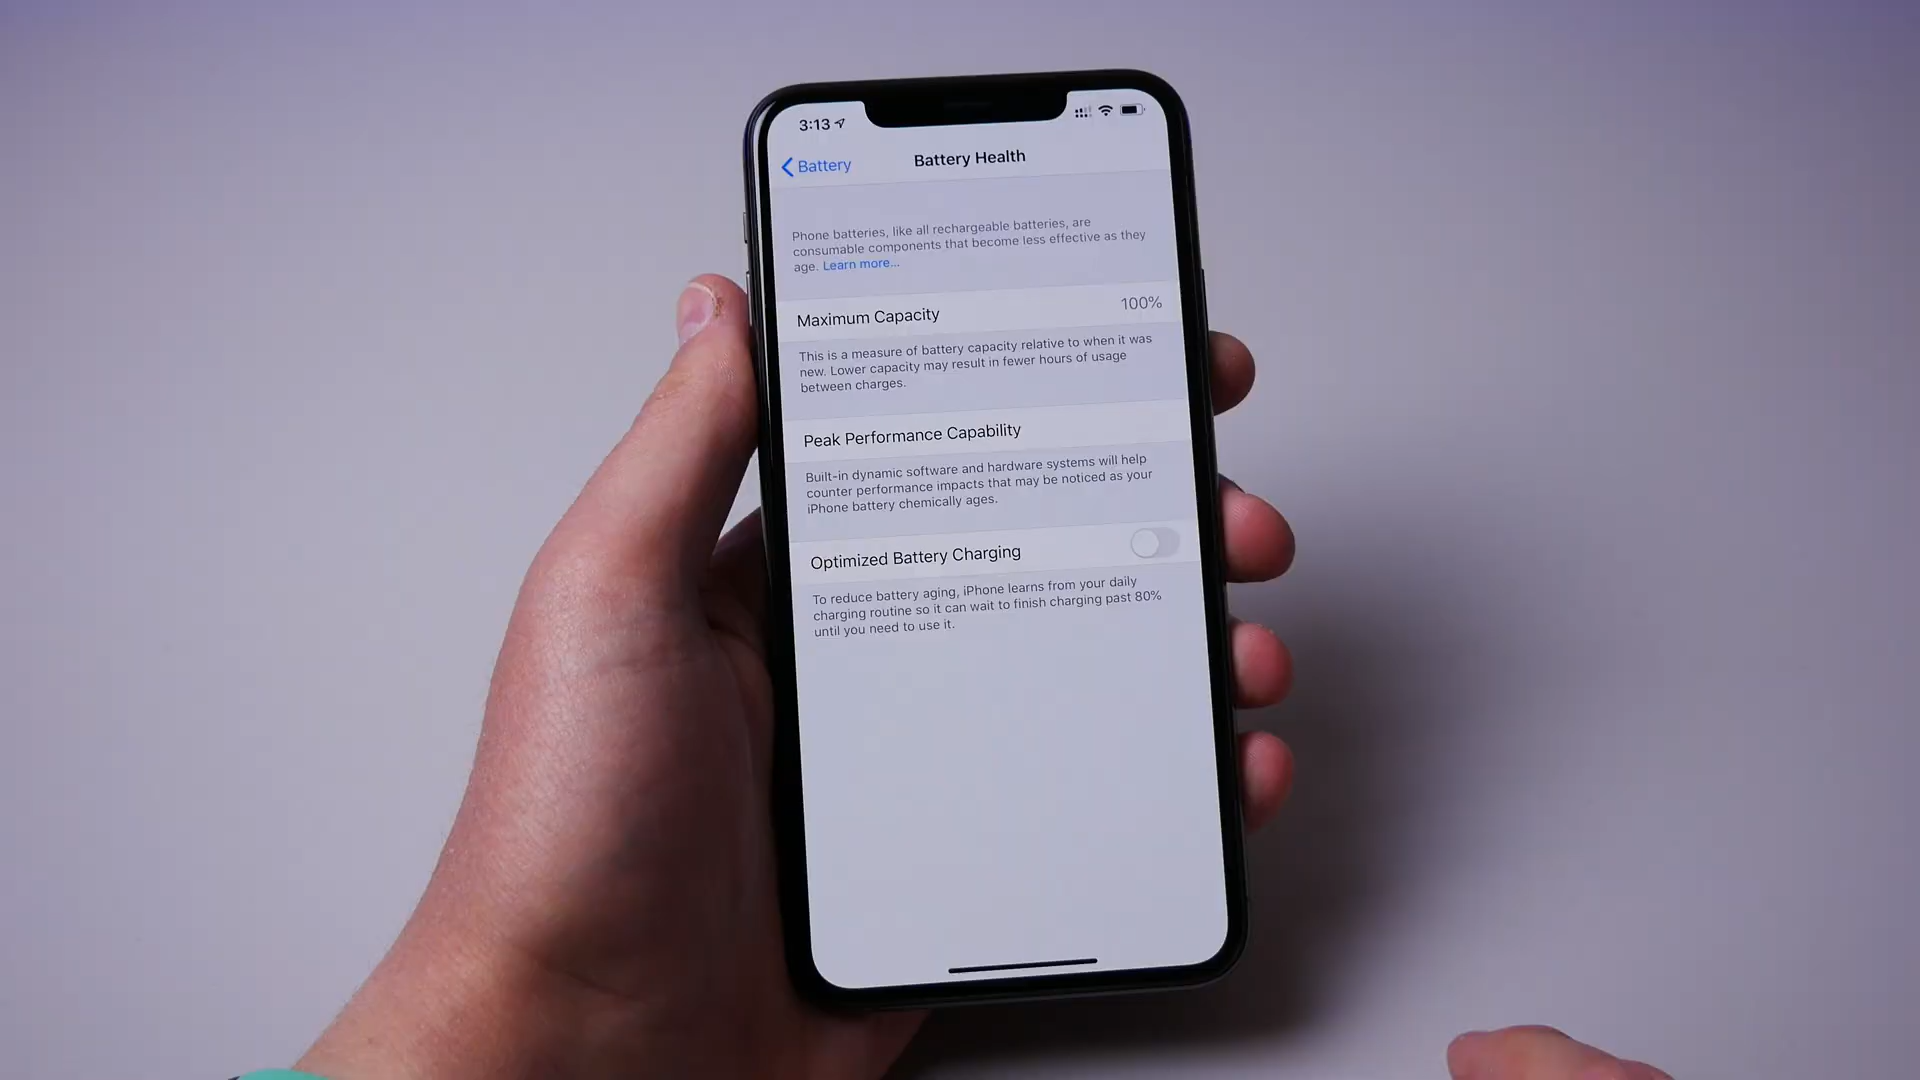 3:13
Battery
Battery Health
Phone batteries, like all rechargeable batteries, are
consumable components that become less effective as they
age. Learn more...
Maximum Capacity
100%
This is a measure of battery capacity relative to when it was
new. Lower capacity may result in fewer hours of usage
between charges.
Peak Performance Capability
Built-in dynamic software and hardware systems will help
counter performance impacts that may be noticed as your
iPhone battery chemically ages.
Optimized Battery Charging
To reduce battery aging, iPhone learns from your daily
charging routine so it can wait to finish charging past 80%
until you need to use it.